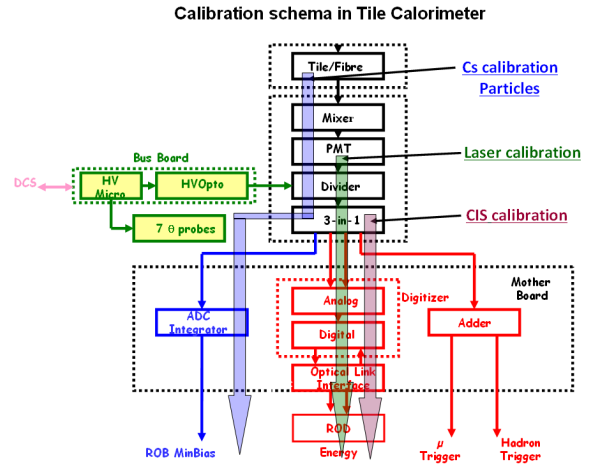 Calibration schema in Tile Calorimeter
Tile/Fibre
Cs calibration
Particles
Mixer
PMT
Laser calibration
Bus Board
DCS
HV
Micro
HVOpto
Divider
7 θ probes
3-in-1
CIS calibration
Mother
Board
Analog
Digitizer
ADC
Integrator
Digital
Adder
Optical Link
Interface
ROD
ROB MinBias
Energy
μ
Trigger
Hadron
Trigger